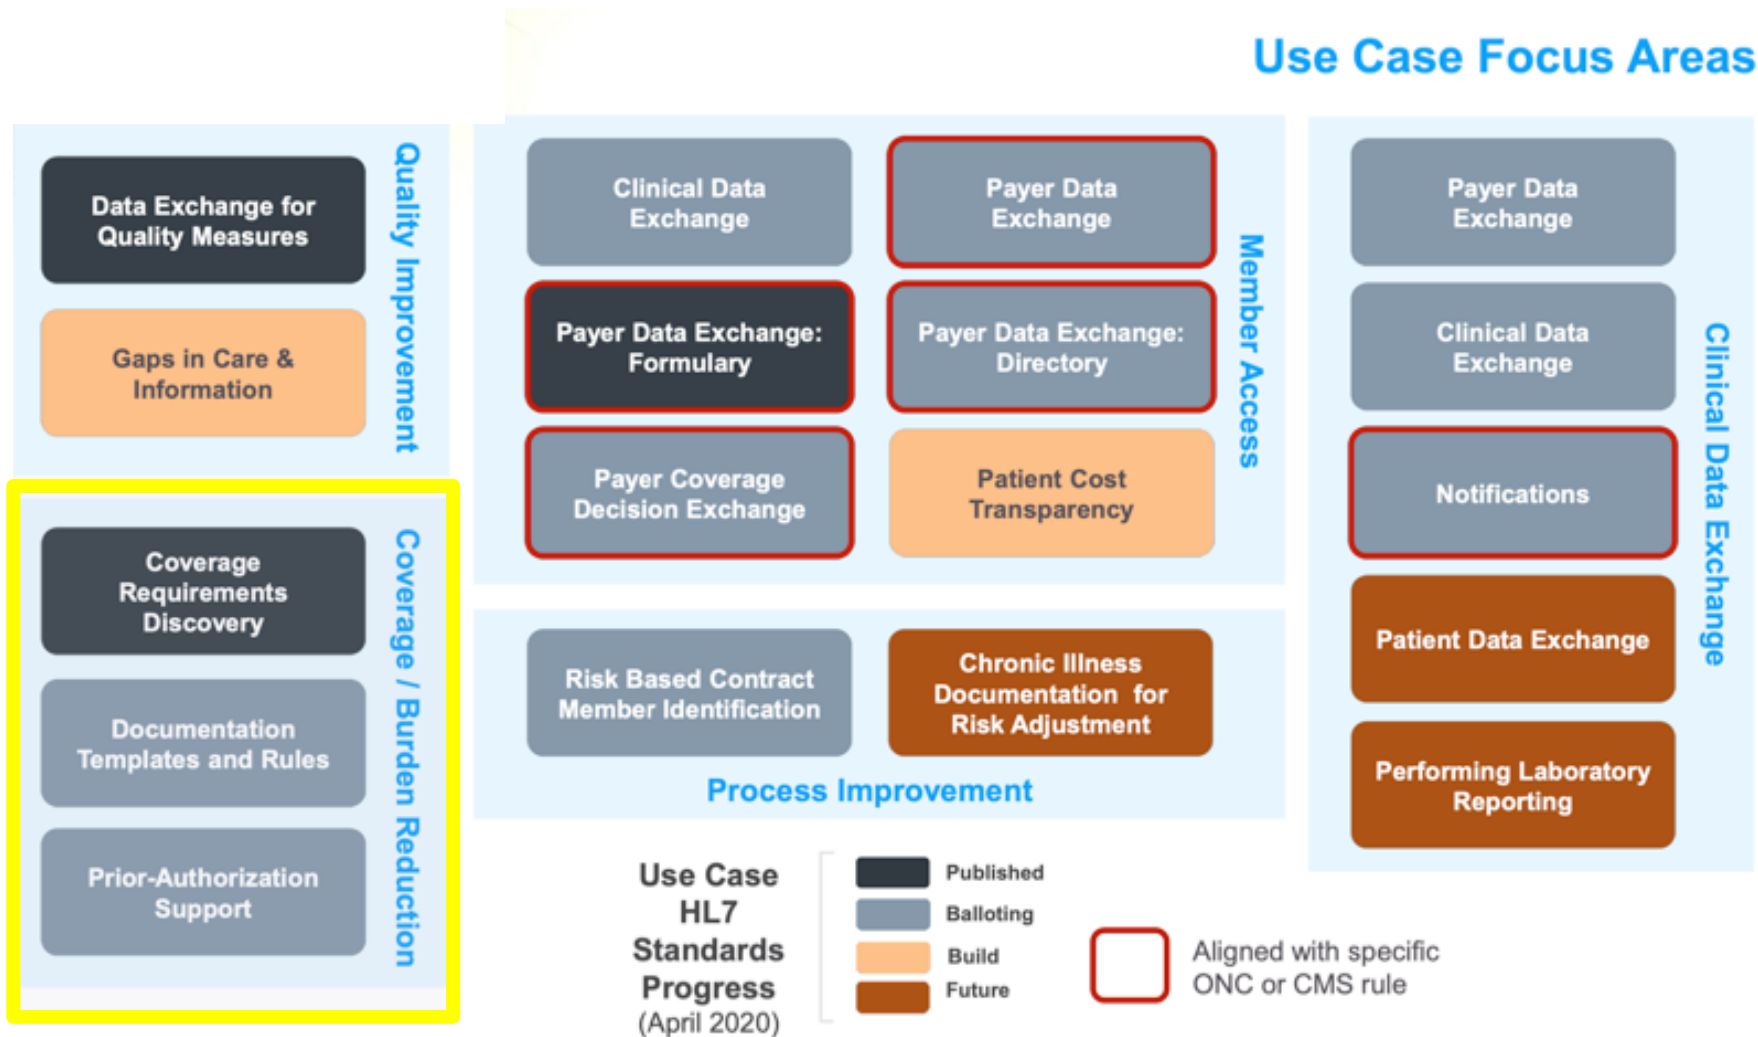 Use Case Focus Areas
Data Exchange for
Quality Measures
Gaps in Care &
Information
Quality Improvement
Coverage
Requirements
Discovery
Documentation
Templates and Rules
Prior-Authorization
Support
Coverage / Burden Reduction
Clinical Data
Exchange
Payer Data
Exchange
Payer Data Exchange:
Formulary
Payer Data Exchange:
Directory
Payer Coverage
Decision Exchange
Patient Cost
Transparency
Member Access
Risk Based Contract
Member Identification
Chronic Illness
Documentation for
Risk Adjustment
Process Improvement
Payer Data
Exchange
Clinical Data
Exchange
Notifications
Patient Data Exchange
Performing Laboratory
Reporting
Clinical Data Exchange
Use Case
HL7
Standards
Progress
(April 2020)
Published
Balloting
Build
Future
Aligned with specific
ONC or CMS rule